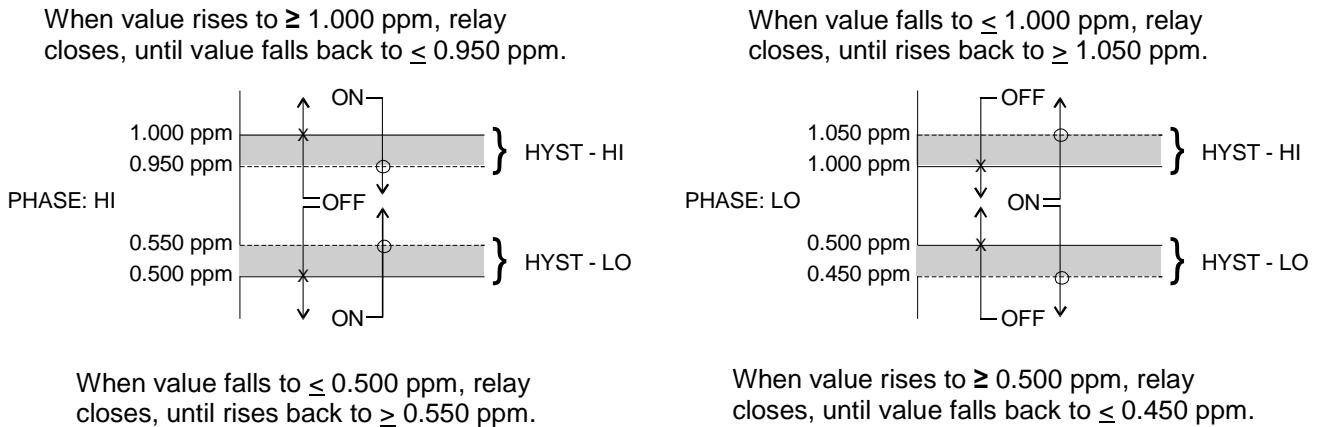 When value rises to ≥ 1.000 ppm, relay
closes, until value falls back to ≤ 0.950 ppm.
ON
1.000 ppm
0.950 ppm
HYST - HI
PHASE: HI
OFF
0.550 ppm
0.500 ppm
HYST - LO
ON
When value falls to ≤ 0.500 ppm, relay
closes, until rises back to ≥ 0.550 ppm.
When value falls to ≤ 1.000 ppm, relay
closes, until rises back to ≥ 1.050 ppm.
OFF
1.050 ppm
1.000 ppm
HYST - HI
PHASE: LO
ON
0.500 ppm
0.450 ppm
HYST - LO
OFF
When value rises to ≥ 0.500 ppm, relay
closes, until value falls back to ≤ 0.450 ppm.